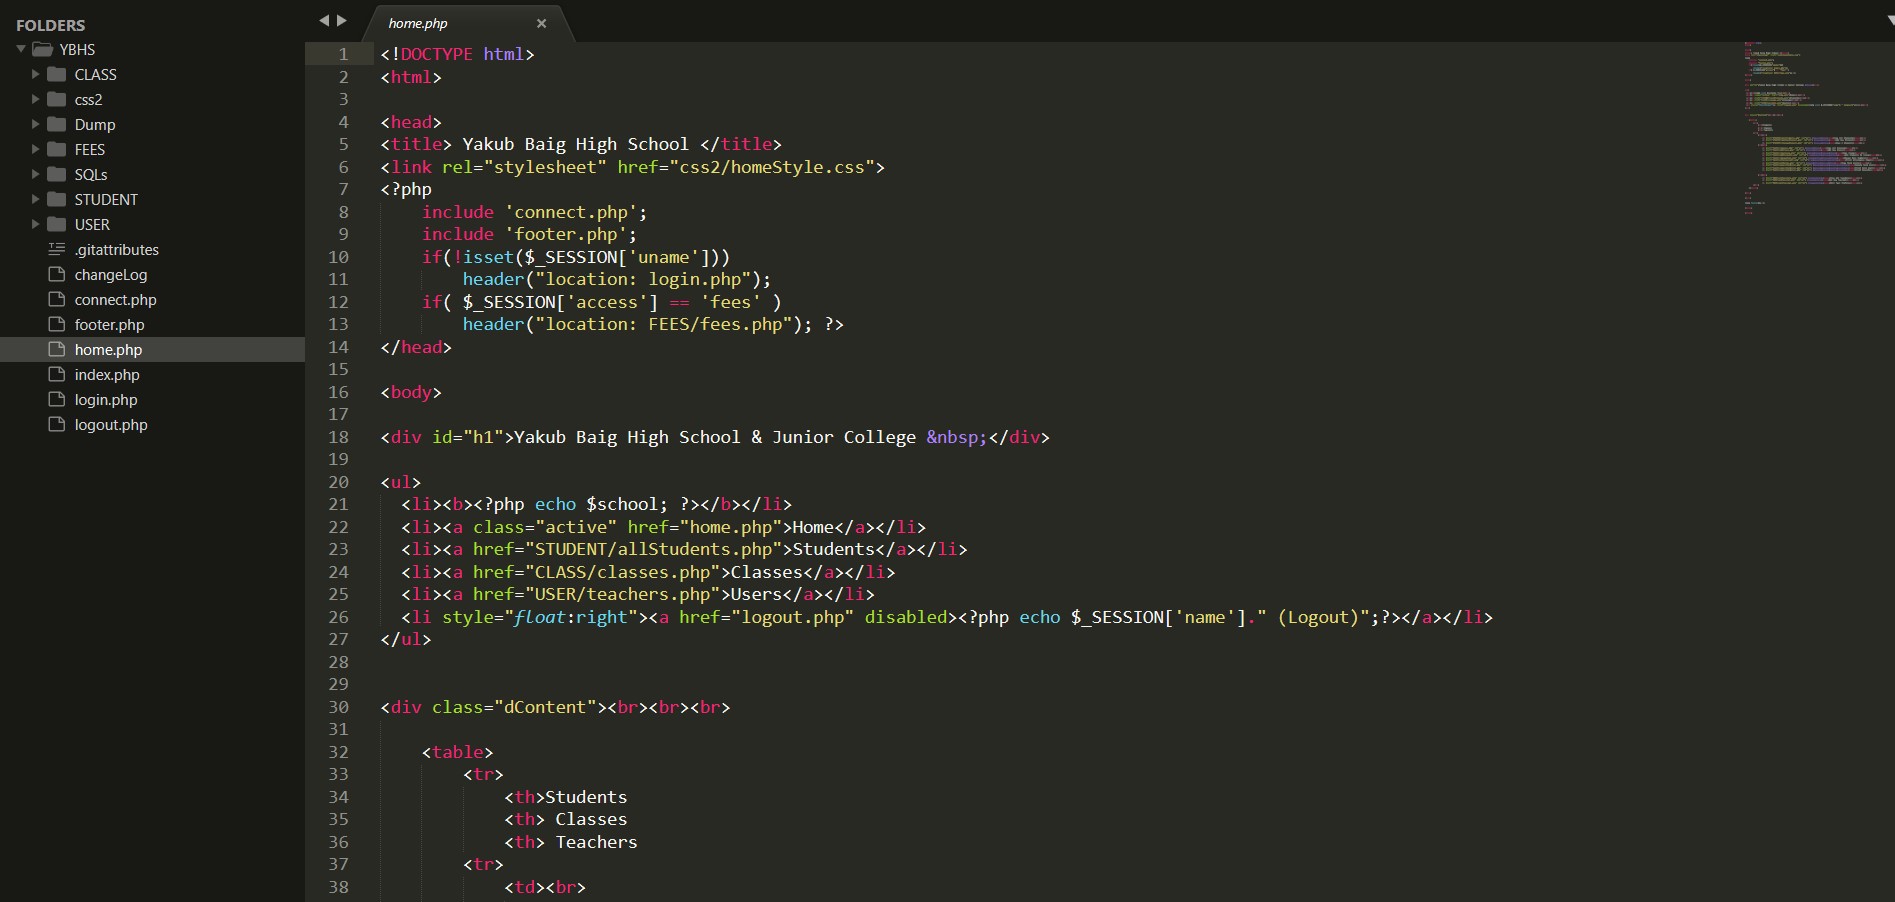 FOLDERS
YBHS
CLASS
css2
Dump
FEES
SQLs
STUDENT
USER
.gitattributes
changeLog
connect.php
footer.php
home.php
index.php
login.php
logout.php
home.php ×
1 <!DOCTYPE html>
2 <html>
3
4 <head>
5 <title> Yakub Baig High School </title>
6 <link rel="stylesheet" href="css2/homeStyle.css">
7 <?php
8     include 'connect.php';
9     include 'footer.php';
10     if(!isset($_SESSION['uname']))
11         header("location: login.php");
12     if( $_SESSION['access'] == 'fees' )
13         header("location: FEES/fees.php"); ?>
14 </head>
15
16 <body>
17
18 <div id="h1">Yakub Baig High School & Junior College &nbsp;</div>
19
20 <ul>
21   <li><b><?php echo $school; ?></b></li>
22   <li><a class="active" href="home.php">Home</a></li>
23   <li><a href="STUDENT/allStudents.php">Students</a></li>
24   <li><a href="CLASS/classes.php">Classes</a></li>
25   <li><a href="USER/teachers.php">Users</a></li>
26   <li style="float:right"><a href="logout.php" disabled><?php echo $_SESSION['name']." (Logout)";?></a></li>
27 </ul>
28
29
30 <div class="dContent"><br><br><br>
31
32     <table>
33         <tr>
34             <th>Students
35             <th> Classes
36             <th> Teachers
37         <tr>
38             <td><br>